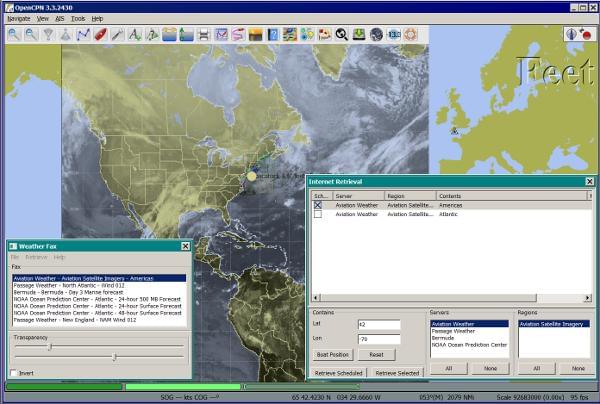 OpenCPN 3.3.2430
Navigate View AIS Tools Help
Feet
Internet Retrieval
Sch... Server Region Contents
Aviation Weather Aviation Satellite... Americas
Aviation Weather Aviation Satellite... Atlantic
Weather Fax
File Retrieve Help
Fax
Aviation Weather - Aviation Satellite Imagery - Americas
Passage Weather - North Atlantic - Wind 012
Bermuda - Bermuda - Day 3 Marine forecast
NOAA Ocean Prediction Center - Atlantic - 24-hour 500 MB Forecast
NOAA Ocean Prediction Center - Atlantic - 24-hour Surface Forecast
NOAA Ocean Prediction Center - Atlantic - 48-hour Surface Forecast
Passage Weather - New England - NAM Wind 012
Transparency
Invert
Contains
Lat 42
Lon -70
Boat Position Reset
Retrieve Scheduled Retrieve Selected
Servers
Aviation Weather
Passage Weather
Bermuda
NOAA Ocean Prediction Center
All None
Regions
Aviation Satellite Imagery
All None
SOG --- kts COG ---° 65 42.4230 N 034 29.6660 W 053°(M) 2079 NMi Scale 92683000 (0.00x) 95 fps